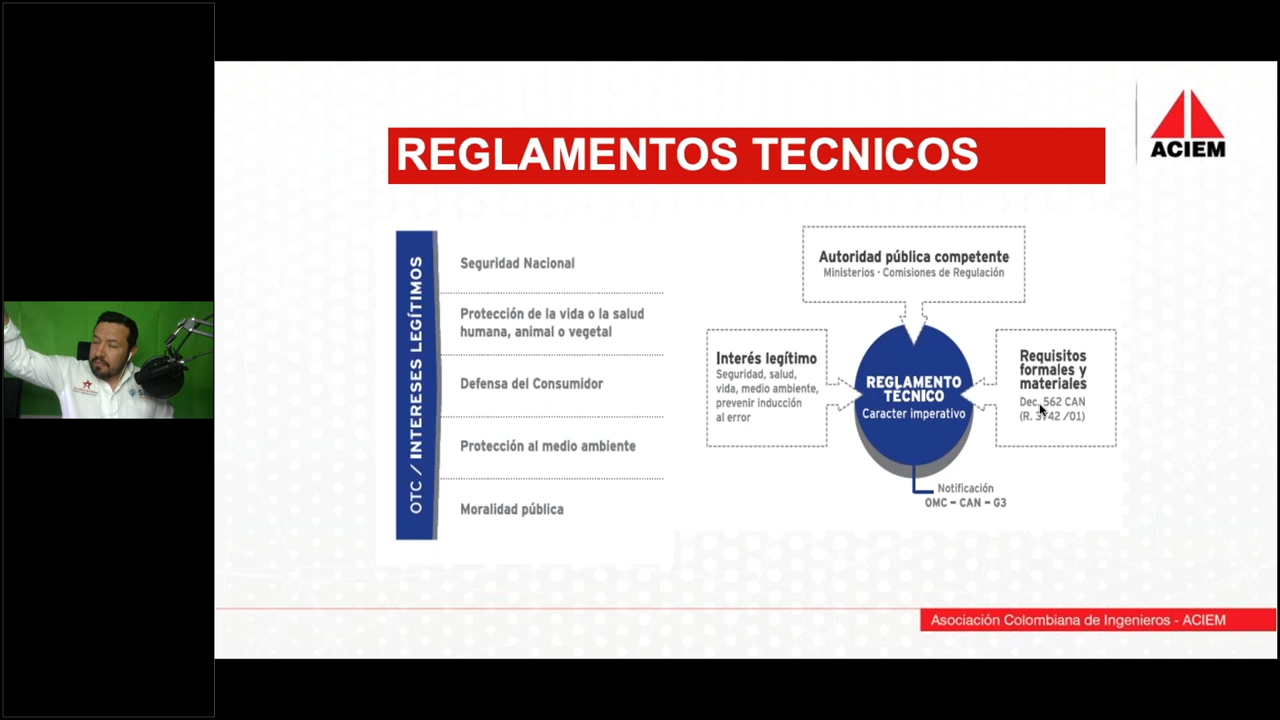 REGLAMENTOS TECNICOS
ACIEM
OTC / INTERESES LEGÍTIMOS
Seguridad Nacional
Protección de la vida o la salud
humana, animal o vegetal
Defensa del Consumidor
Protección al medio ambiente
Moralidad pública
Autoridad pública competente
Ministerios · Comisiones de Regulación
Interés legítimo
Seguridad, salud,
vida, medio ambiente,
prevenir inducción
al error
REGLAMENTO
TÉCNICO
Caracter imperativo
Requisitos
formales y
materiales
Dec. 562 CAN
(R. 3742 /01)
Notificación
OMC – CAN – G3
Asociación Colombiana de Ingenieros - ACIEM